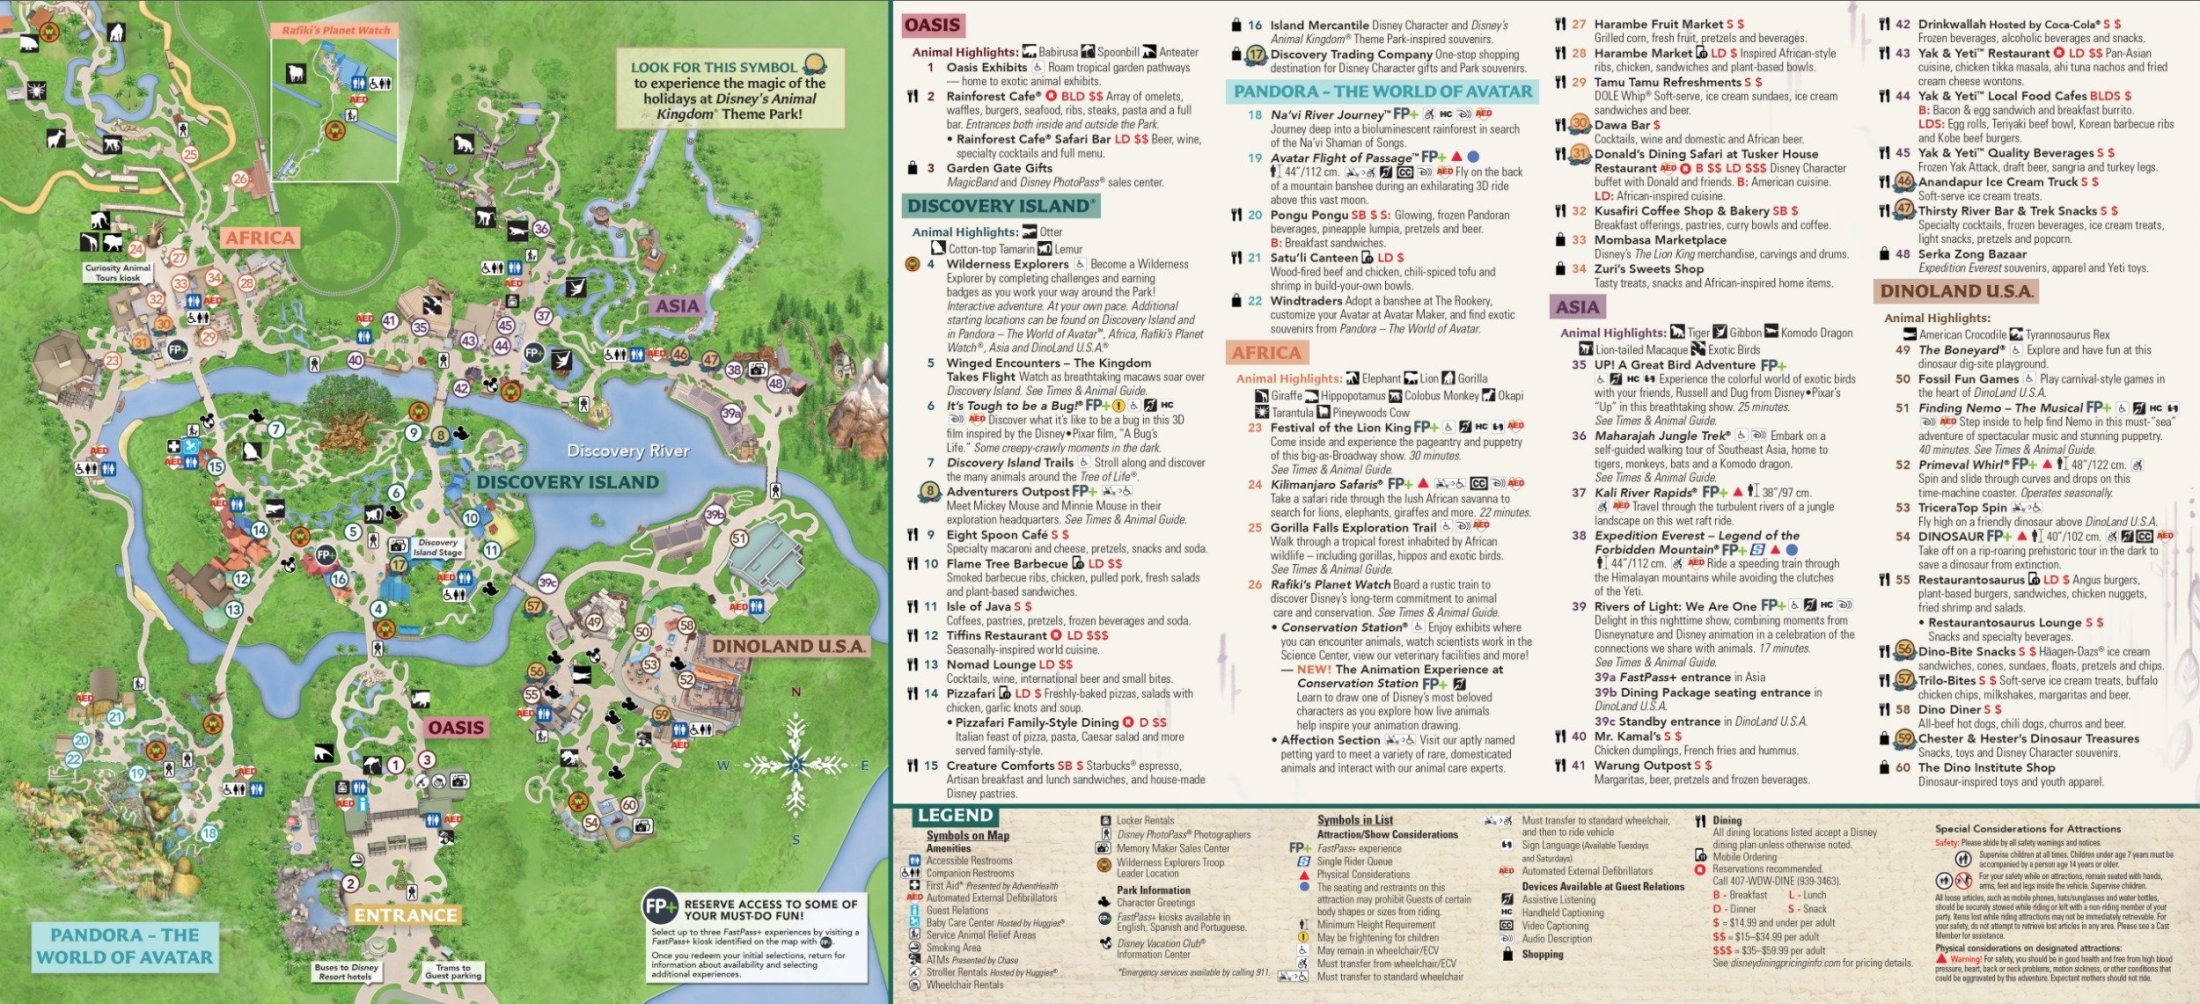 Rafiki's Planet Watch
AED
LOOK FOR THIS SYMBOL
to experience the magic of the
holidays at Disney's Animal
Kingdom® Theme Park!
25
26
AFRICA
24
27
Curiosity Animal
Tours kiosk
33
34
28
32
AED
30
31
29
FP+
23
36
AED
ASIA
AED
41
35
45
37
43
44
40
FP+
AED
46
47
38
48
42
39a
7
9
8
Discovery River
AED
AED
15
DISCOVERY ISLAND
6
AED
14
5
10
39b
Discovery
Island Stage
11
51
FP+
17
12
16
AED
39c
13
4
57
AED
49
50
58
DINOLAND U.S.A.
53
56
52
55
N
AED
59
AED
AED
21
OASIS
20
22
W
E
19
1
3
AED
AED
AED
60
54
S
18
2
ENTRANCE
PANDORA – THE
WORLD OF AVATAR
Buses to Disney
Resort hotels
Trams to
Guest parking
FP+
RESERVE ACCESS TO SOME OF
YOUR MUST-DO FUN!
Select up to three FastPass+ experiences by visiting a
FastPass+ kiosk identified on the map with FP+.
Once you redeem your initial selections, return for
information about availability and selecting
additional experiences.
OASIS
Animal Highlights: Babirusa Spoonbill Anteater
1 Oasis Exhibits Roam tropical garden pathways
— home to exotic animal exhibits.
2 Rainforest Cafe® R BLD $$ Array of omelets,
waffles, burgers, seafood, ribs, steaks, pasta and a full
bar. Entrances both inside and outside the Park.
• Rainforest Cafe® Safari Bar LD $$ Beer, wine,
specialty cocktails and full menu.
3 Garden Gate Gifts
MagicBand and Disney PhotoPass® sales center.
DISCOVERY ISLAND®
Animal Highlights: Otter
Cotton-top Tamarin Lemur
4 Wilderness Explorers Become a Wilderness
Explorer by completing challenges and earning
badges as you work your way around the Park!
Interactive adventure. At your own pace. Additional
starting locations can be found on Discovery Island and
in Pandora – The World of Avatar™, Africa, Rafiki's Planet
Watch®, Asia and DinoLand U.S.A.®
5 Winged Encounters – The Kingdom
Takes Flight Watch as breathtaking macaws soar over
Discovery Island. See Times & Animal Guide.
6 It's Tough to be a Bug!® FP+ ! HC
AED Discover what it's like to be a bug in this 3D
film inspired by the Disney•Pixar film, "A Bug's
Life." Some creepy-crawly moments in the dark.
7 Discovery Island Trails Stroll along and discover
the many animals around the Tree of Life®.
8 Adventurers Outpost FP+
Meet Mickey Mouse and Minnie Mouse in their
exploration headquarters. See Times & Animal Guide.
9 Eight Spoon Café S $
Specialty macaroni and cheese, pretzels, snacks and soda.
10 Flame Tree Barbecue LD $$
Smoked barbecue ribs, chicken, pulled pork, fresh salads
and plant-based sandwiches.
11 Isle of Java S $
Coffees, pastries, pretzels, frozen beverages and soda.
12 Tiffins Restaurant R LD $$$
Seasonally-inspired world cuisine.
13 Nomad Lounge LD $$
Cocktails, wine, international beer and small bites.
14 Pizzafari LD $ Freshly-baked pizzas, salads with
chicken, garlic knots and soup.
• Pizzafari Family-Style Dining R D $$
Italian feast of pizza, pasta, Caesar salad and more
served family-style.
15 Creature Comforts SB $ Starbucks® espresso,
Artisan breakfast and lunch sandwiches, and house-made
Disney pastries.
16 Island Mercantile Disney Character and Disney's
Animal Kingdom® Theme Park-inspired souvenirs.
17 Discovery Trading Company One-stop shopping
destination for Disney Character gifts and Park souvenirs.
PANDORA – THE WORLD OF AVATAR
18 Na'vi River Journey™ FP+ HC AED
Journey deep into a bioluminescent rainforest in search
of the Na'vi Shaman of Songs.
19 Avatar Flight of Passage™ FP+
44"/112 cm. CC AED Fly on the back
of a mountain banshee during an exhilarating 3D ride
above this vast moon.
20 Pongu Pongu SB $ S: Glowing, frozen Pandoran
beverages, pineapple lumpia, pretzels and beer.
B: Breakfast sandwiches.
21 Satu'li Canteen LD $
Wood-fired beef and chicken, chili-spiced tofu and
shrimp in build-your-own bowls.
22 Windtraders Adopt a banshee at The Rookery,
customize your Avatar at Avatar Maker, and find exotic
souvenirs from Pandora – The World of Avatar.
AFRICA
Animal Highlights: Elephant Lion Gorilla
Giraffe Hippopotamus Colobus Monkey Okapi
Tarantula Pineywoods Cow
23 Festival of the Lion King FP+ HC AED
Come inside and experience the pageantry and puppetry
of this big-as-Broadway show. 30 minutes.
See Times & Animal Guide.
24 Kilimanjaro Safaris® FP+ CC AED
Take a safari ride through the lush African savanna to
search for lions, elephants, giraffes and more. 22 minutes.
25 Gorilla Falls Exploration Trail AED
Walk through a tropical forest inhabited by African
wildlife – including gorillas, hippos and exotic birds.
See Times & Animal Guide.
26 Rafiki's Planet Watch Board a rustic train to
discover Disney's long-term commitment to animal
care and conservation. See Times & Animal Guide.
• Conservation Station® Enjoy exhibits where
you can encounter animals, watch scientists work in the
Science Center, view our veterinary facilities and more!
— NEW! The Animation Experience at
Conservation Station FP+
Learn to draw one of Disney's most beloved
characters as you explore how live animals
help inspire your animation drawing.
• Affection Section Visit our aptly named
petting yard to meet a variety of rare, domesticated
animals and interact with our animal care experts.
27 Harambe Fruit Market S $
Grilled corn, fresh fruit, pretzels and beverages.
28 Harambe Market LD $ Inspired African-style
ribs, chicken, sandwiches and plant-based bowls.
29 Tamu Tamu Refreshments S $
DOLE Whip® Soft-serve, ice cream sundaes, ice cream
sandwiches and beer.
30 Dawa Bar $
Cocktails, wine and domestic and African beer.
31 Donald's Dining Safari at Tusker House
Restaurant AED R B $$ LD $$$ Disney Character
buffet with Donald and friends. B: American cuisine.
LD: African-inspired cuisine.
32 Kusafiri Coffee Shop & Bakery SB $
Breakfast offerings, pastries, curry bowls and coffee.
33 Mombasa Marketplace
Disney's The Lion King merchandise, carvings and drums.
34 Zuri's Sweets Shop
Tasty treats, snacks and African-inspired home items.
ASIA
Animal Highlights: Tiger Gibbon Komodo Dragon
Lion-tailed Macaque Exotic Birds
35 UP! A Great Bird Adventure FP+
HC Experience the colorful world of exotic birds
with your friends, Russell and Dug from Disney•Pixar's
"Up" in this breathtaking show. 25 minutes.
See Times & Animal Guide.
36 Maharajah Jungle Trek® Embark on a
self-guided walking tour of Southeast Asia, home to
tigers, monkeys, bats and a Komodo dragon.
See Times & Animal Guide.
37 Kali River Rapids® FP+ 38"/97 cm.
AED Travel through the turbulent rivers of a jungle
landscape on this wet raft ride.
38 Expedition Everest – Legend of the
Forbidden Mountain® FP+ S
44"/112 cm. AED Ride a speeding train through
the Himalayan mountains while avoiding the clutches
of the Yeti.
39 Rivers of Light: We Are One FP+ HC
Delight in this nighttime show, combining moments from
Disneynature and Disney animation in a celebration of the
connections we share with animals. 17 minutes.
See Times & Animal Guide.
39a FastPass+ entrance in Asia
39b Dining Package seating entrance in
DinoLand U.S.A.
39c Standby entrance in DinoLand U.S.A.
40 Mr. Kamal's S $
Chicken dumplings, French fries and hummus.
41 Warung Outpost S $
Margaritas, beer, pretzels and frozen beverages.
42 Drinkwallah Hosted by Coca-Cola® S $
Frozen beverages, alcoholic beverages and snacks.
43 Yak & Yeti™ Restaurant R LD $$ Pan-Asian
cuisine, chicken tikka masala, ahi tuna nachos and fried
cream cheese wontons.
44 Yak & Yeti™ Local Food Cafes BLDS $
B: Bacon & egg sandwich and breakfast burrito.
LDS: Egg rolls, Teriyaki beef bowl, Korean barbecue ribs
and Kobe beef burgers.
45 Yak & Yeti™ Quality Beverages S $
Frozen Yak Attack, draft beer, sangria and turkey legs.
46 Anandapur Ice Cream Truck S $
Soft-serve ice cream treats.
47 Thirsty River Bar & Trek Snacks S $
Specialty cocktails, frozen beverages, ice cream treats,
light snacks, pretzels and popcorn.
48 Serka Zong Bazaar
Expedition Everest souvenirs, apparel and Yeti toys.
DINOLAND U.S.A.
Animal Highlights:
American Crocodile Tyrannosaurus Rex
49 The Boneyard® Explore and have fun at this
dinosaur dig-site playground.
50 Fossil Fun Games Play carnival-style games in
the heart of DinoLand U.S.A.
51 Finding Nemo – The Musical FP+ HC
AED Step inside to help find Nemo in this must-"sea"
adventure of spectacular music and stunning puppetry.
40 minutes. See Times & Animal Guide.
52 Primeval Whirl® FP+ 48"/122 cm.
Spin and slide through curves and drops on this
time-machine coaster. Operates seasonally.
53 TriceraTop Spin
Fly high on a friendly dinosaur above DinoLand U.S.A.
54 DINOSAUR FP+ 40"/102 cm. CC AED
Take off on a rip-roaring prehistoric tour in the dark to
save a dinosaur from extinction.
55 Restaurantosaurus LD $ Angus burgers,
plant-based burgers, sandwiches, chicken nuggets,
fried shrimp and salads.
• Restaurantosaurus Lounge S $
Snacks and specialty beverages.
56 Dino-Bite Snacks S $ Häagen-Dazs® ice cream
sandwiches, cones, sundaes, floats, pretzels and chips.
57 Trilo-Bites S $ Soft-serve ice cream treats, buffalo
chicken chips, milkshakes, margaritas and beer.
58 Dino Diner S $
All-beef hot dogs, chili dogs, churros and beer.
59 Chester & Hester's Dinosaur Treasures
Snacks, toys and Disney Character souvenirs.
60 The Dino Institute Shop
Dinosaur-inspired toys and youth apparel.
LEGEND
Symbols on Map
Amenities
Accessible Restrooms
Companion Restrooms
First Aid* Presented by AdventHealth
AED Automated External Defibrillators
Guest Relations
Baby Care Center Hosted by Huggies®
Service Animal Relief Areas
Smoking Area
ATMs Presented by Chase
Stroller Rentals Hosted by Huggies®
Wheelchair Rentals
Locker Rentals
Disney PhotoPass® Photographers
Memory Maker Sales Center
Wilderness Explorers Troop
Leader Location
Park Information
Character Greetings
FP+ FastPass+ kiosks available in
English, Spanish and Portuguese.
Disney Vacation Club®
Information Center
*Emergency services available by calling 911.
Symbols in List
Attraction/Show Considerations
FP+ FastPass+ experience
S Single Rider Queue
Physical Considerations
The seating and restraints on this
attraction may prohibit Guests of certain
body shapes or sizes from riding.
Minimum Height Requirement
! May be frightening for children
May remain in wheelchair/ECV
Must transfer from wheelchair/ECV
Must transfer to standard wheelchair
Must transfer to standard wheelchair,
and then to ride vehicle
Sign Language (Available Tuesdays
and Saturdays)
AED Automated External Defibrillators
Devices Available at Guest Relations
Assistive Listening
HC Handheld Captioning
CC Video Captioning
Audio Description
Shopping
Dining
All dining locations listed accept a Disney
dining plan unless otherwise noted.
Mobile Ordering
R Reservations recommended.
Call 407-WDW-DINE (939-3463).
B - Breakfast L - Lunch
D - Dinner S - Snack
$ = $14.99 and under per adult
$$ = $15–$34.99 per adult
$$$ = $35–$59.99 per adult
See disneydiningpricinginfo.com for pricing details.
Special Considerations for Attractions
Safety: Please abide by all safety warnings and notices.
Supervise children at all times. Children under age 7 years must be
accompanied by a person age 14 years or older.
For your safety while on attractions, remain seated with hands,
arms, feet and legs inside the vehicle. Supervise children.
All loose articles, such as mobile phones, hats/sunglasses and water bottles,
should be securely stowed while riding or left with a non-riding member of your
party. Items lost while riding attractions may not be immediately retrievable. For
your safety, do not attempt to retrieve lost articles in any area. Please see a Cast
Member for assistance.
Physical considerations on designated attractions:
Warning! For safety, you should be in good health and free from high blood
pressure, heart, back or neck problems, motion sickness, or other conditions that
could be aggravated by this adventure. Expectant mothers should not ride.